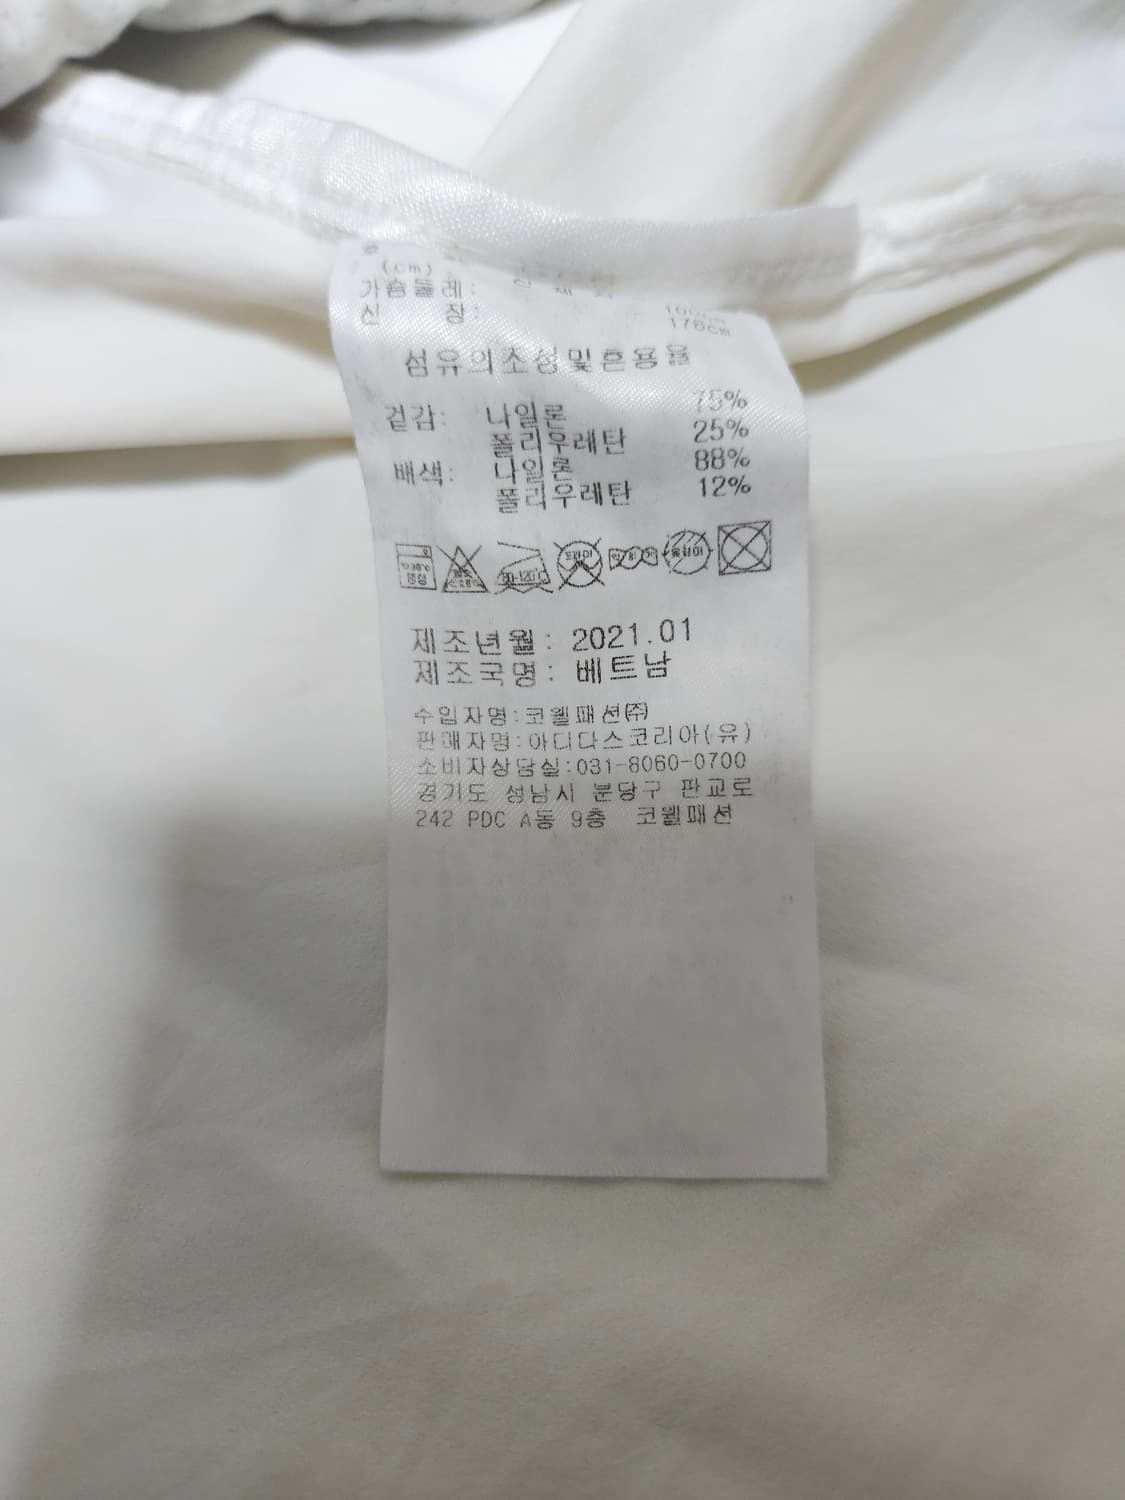 (cm)
가슴둘레:
신 장: 176cm
섬유의조성및혼용율
겉감: 나일론 75%
폴리우레탄 25%
배색: 나일론 88%
폴리우레탄 12%
드라이
제조년월: 2021.01
제조국명: 베트남
수입자명:코웰패션㈜
판매자명:아디다스코리아(유)
소비자상담실:031-8060-0700
경기도 성남시 분당구 판교로
242 PDC A동 9층 코웰패션